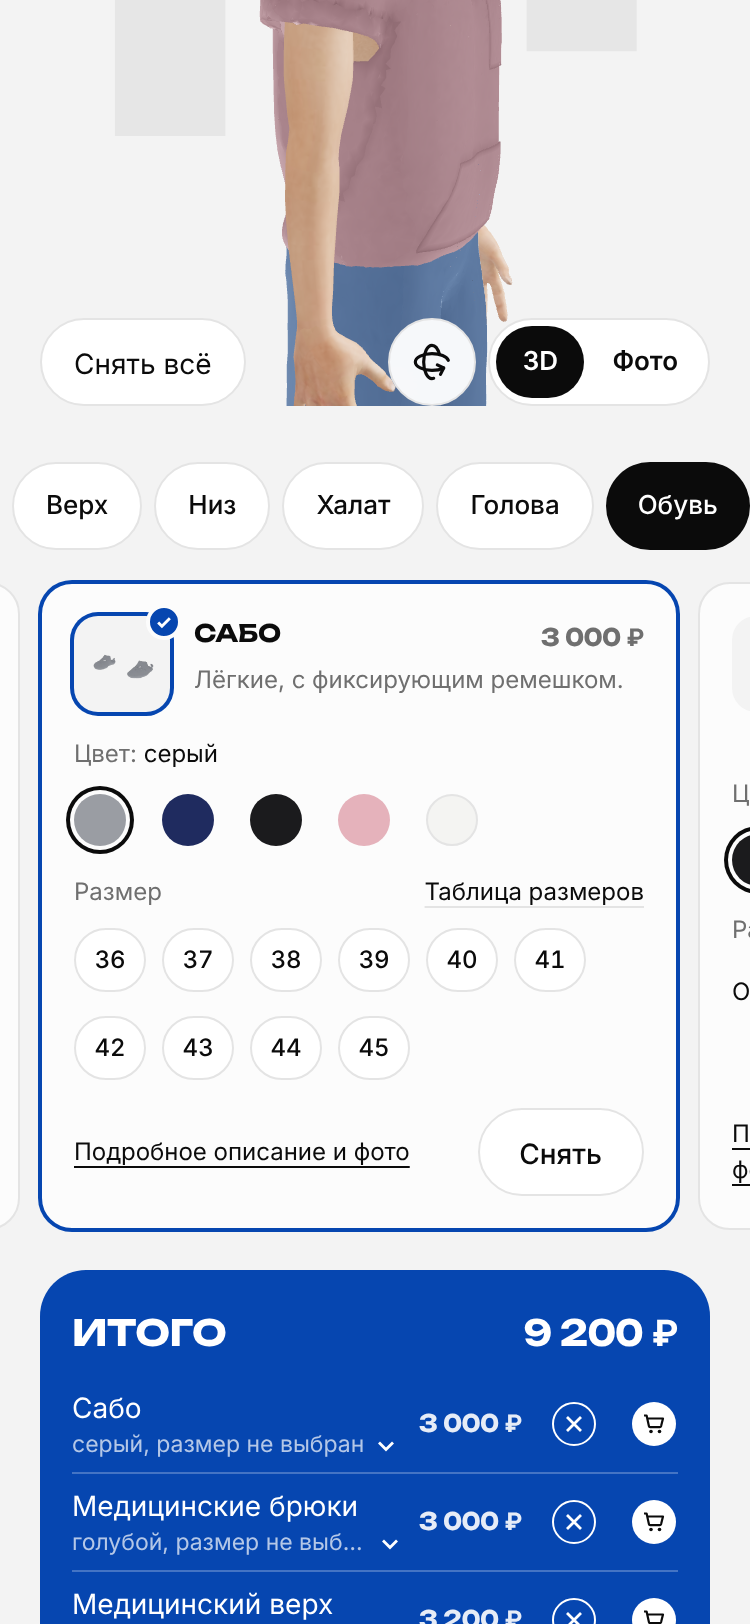 Снять всё
3D Фото
Верх Низ Халат Голова Обувь
САБО 3 000 ₽
Лёгкие, с фиксирующим ремешком.
Цвет: серый
Размер Таблица размеров
36 37 38 39 40 41
42 43 44 45
Подробное описание и фото Снять
ИТОГО 9 200 ₽
Сабо 3 000 ₽
серый, размер не выбран
Медицинские брюки 3 000 ₽
голубой, размер не выб...
Медицинский верх 3 200 ₽